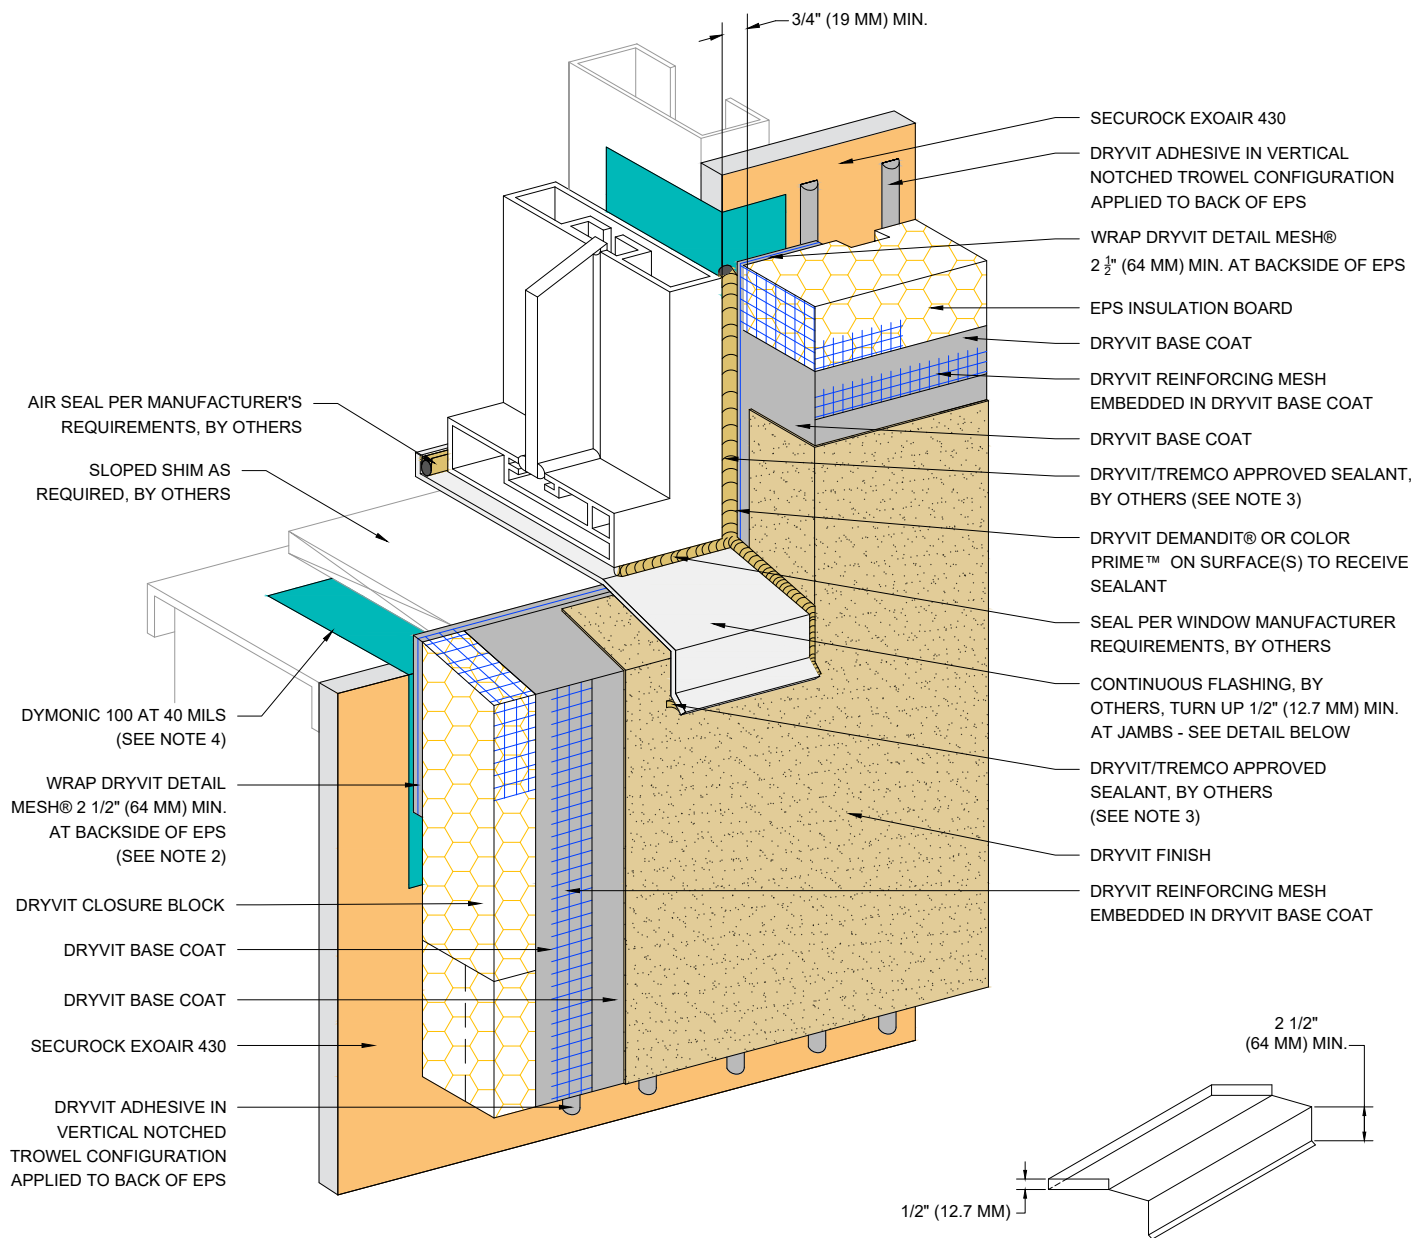 3/4" (19 MM) MIN.
SECUROCK EXOAIR 430
DRYVIT ADHESIVE IN VERTICAL
NOTCHED TROWEL CONFIGURATION
APPLIED TO BACK OF EPS
WRAP DRYVIT DETAIL MESH®
2 1/2" (64 MM) MIN. AT BACKSIDE OF EPS
EPS INSULATION BOARD
DRYVIT BASE COAT
DRYVIT REINFORCING MESH
EMBEDDED IN DRYVIT BASE COAT
DRYVIT BASE COAT
DRYVIT/TREMCO APPROVED SEALANT,
BY OTHERS (SEE NOTE 3)
DRYVIT DEMANDIT® OR COLOR
PRIME™ ON SURFACE(S) TO RECEIVE
SEALANT
SEAL PER WINDOW MANUFACTURER
REQUIREMENTS, BY OTHERS
CONTINUOUS FLASHING, BY
OTHERS, TURN UP 1/2" (12.7 MM) MIN.
AT JAMBS - SEE DETAIL BELOW
DRYVIT/TREMCO APPROVED
SEALANT, BY OTHERS
(SEE NOTE 3)
DRYVIT FINISH
DRYVIT REINFORCING MESH
EMBEDDED IN DRYVIT BASE COAT
AIR SEAL PER MANUFACTURER'S
REQUIREMENTS, BY OTHERS
SLOPED SHIM AS
REQUIRED, BY OTHERS
DYMONIC 100 AT 40 MILS
(SEE NOTE 4)
WRAP DRYVIT DETAIL
MESH® 2 1/2" (64 MM) MIN.
AT BACKSIDE OF EPS
(SEE NOTE 2)
DRYVIT CLOSURE BLOCK
DRYVIT BASE COAT
DRYVIT BASE COAT
SECUROCK EXOAIR 430
DRYVIT ADHESIVE IN
VERTICAL NOTCHED
TROWEL CONFIGURATION
APPLIED TO BACK OF EPS
2 1/2"
(64 MM) MIN.
1/2" (12.7 MM)